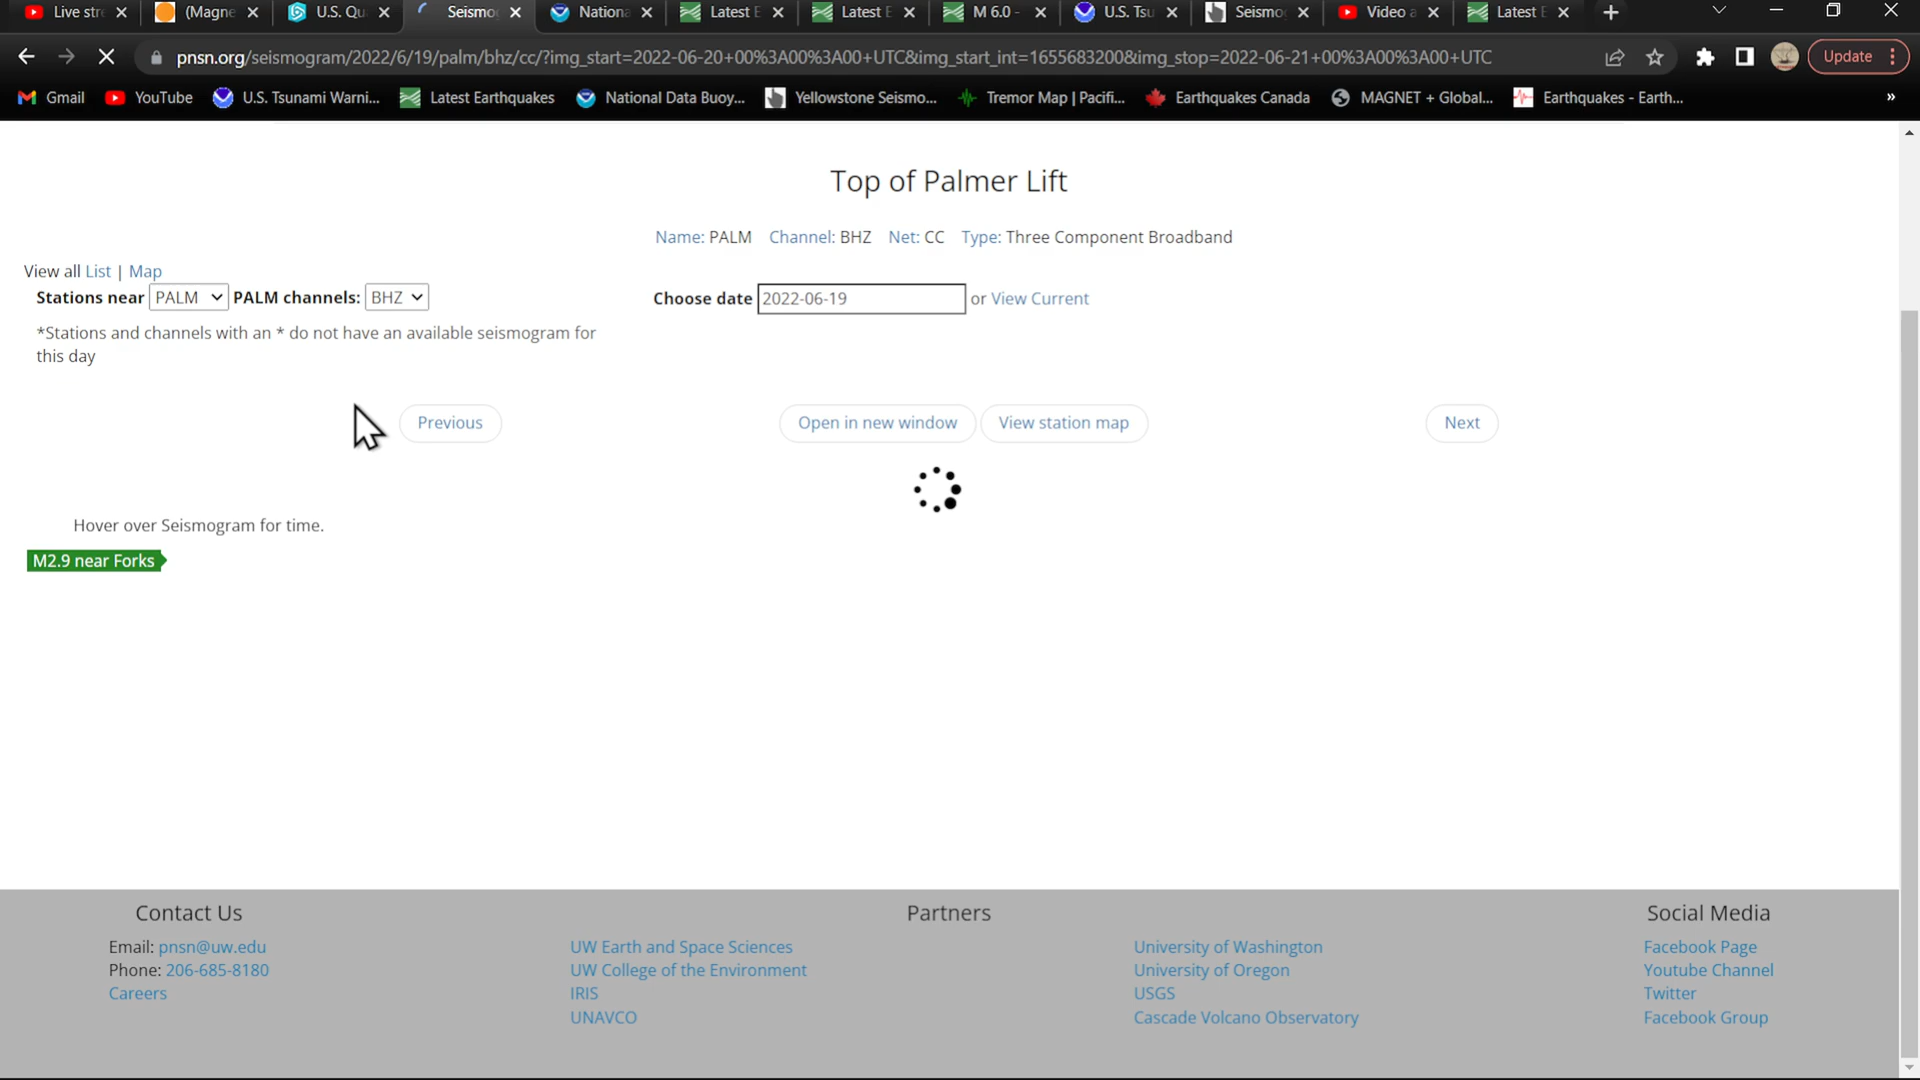 Live str
(Magne
U.S. Qu
Seismo
Nationa
Latest E
Latest E
M 6.0 -
U.S. Tsu
Seismo
Video a
Latest E
pnsn.org/seismogram/2022/6/19/palm/bhz/cc/?img_start=2022-06-20+00%3A00%3A00+UTC&img_start_int=1655683200&img_stop=2022-06-21+00%3A00%3A00+UTC
Update
Gmail
YouTube
U.S. Tsunami Warni...
Latest Earthquakes
National Data Buoy...
Yellowstone Seismo...
Tremor Map | Pacifi...
Earthquakes Canada
MAGNET + Global...
Earthquakes - Earth...
»
Top of Palmer Lift
Name: PALM Channel: BHZ Net: CC Type: Three Component Broadband
View all List | Map
Stations near PALM PALM channels: BHZ
Choose date 2022-06-19 or View Current
*Stations and channels with an * do not have an available seismogram for
this day
Previous
Open in new window
View station map
Next
Hover over Seismogram for time.
M2.9 near Forks
Contact Us
Email: pnsn@uw.edu
Phone: 206-685-8180
Careers
Partners
UW Earth and Space Sciences
UW College of the Environment
IRIS
UNAVCO
University of Washington
University of Oregon
USGS
Cascade Volcano Observatory
Social Media
Facebook Page
Youtube Channel
Twitter
Facebook Group